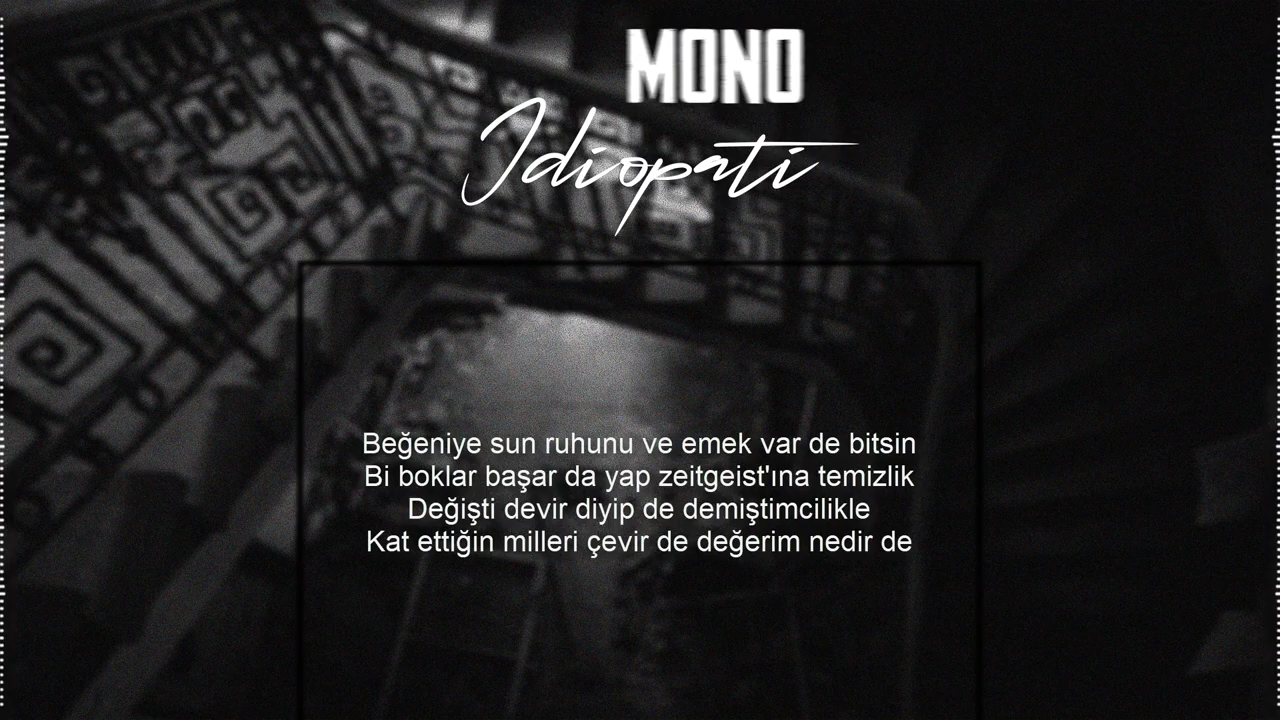 MONO
Idiopati
Beğeniye sun ruhunu ve emek var de bitsin
Bi boklar başar da yap zeitgeist'ına temizlik
Değişti devir diyip de demiştimcilikle
Kat ettiğin milleri çevir de değerim nedir de